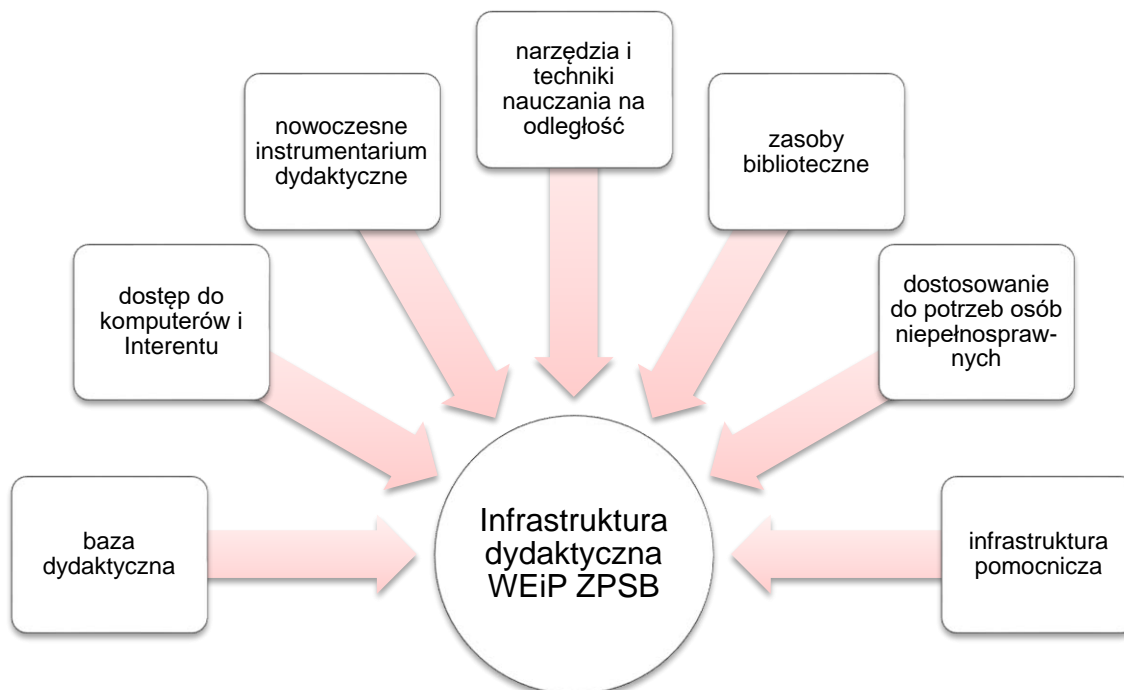 narzędzia i
techniki
nauczania na
odległość
nowoczesne
instrumentarium
dydaktyczne
zasoby
biblioteczne
dostęp do
komputerów i
Interentu
dostosowanie
do potrzeb osób
niepełnospraw-
nych
baza
dydaktyczna
Infrastruktura
dydaktyczna
WEiP ZPSB
infrastruktura
pomocnicza